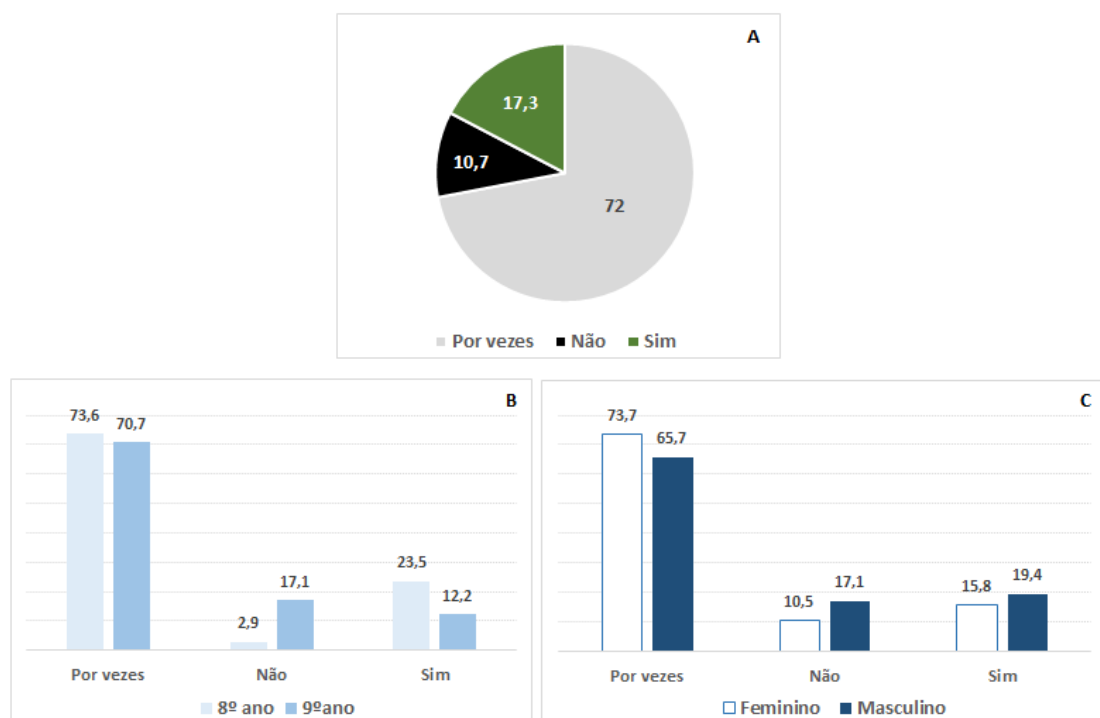 A
17,3
10,7
72
Por vezes Não Sim
B
73,6
70,7
2,9
17,1
23,5
12,2
Por vezes Não Sim
8º ano 9ºano
C
73,7
65,7
10,5
17,1
15,8
19,4
Por vezes Não Sim
Feminino Masculino